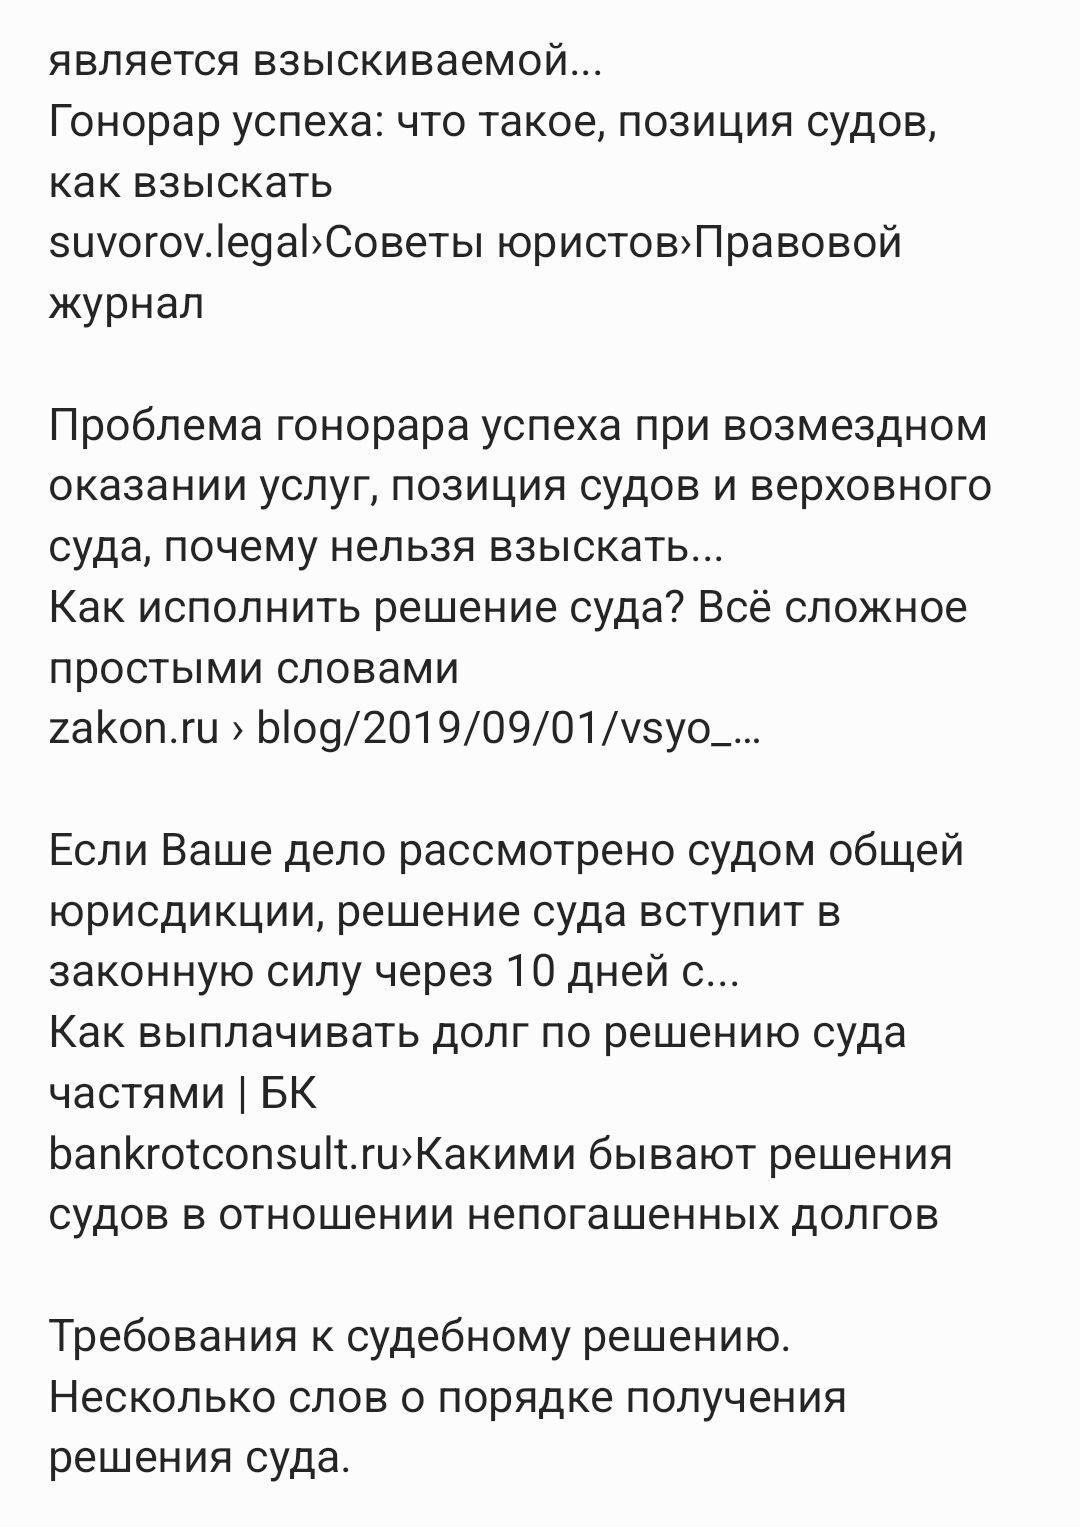 является взыскиваемой...
Гонорар успеха: что такое, позиция судов,
как взыскать
suvorov.legal›Советы юристов›Правовой
журнал
Проблема гонорара успеха при возмездном
оказании услуг, позиция судов и верховного
суда, почему нельзя взыскать...
Как исполнить решение суда? Всё сложное
простыми словами
zakon.ru › blog/2019/09/01/vsyo_…
Если Ваше дело рассмотрено судом общей
юрисдикции, решение суда вступит в
законную силу через 10 дней с...
Как выплачивать долг по решению суда
частями | БК
bankrotconsult.ru›Какими бывают решения
судов в отношении непогашенных долгов
Требования к судебному решению.
Несколько слов о порядке получения
решения суда.